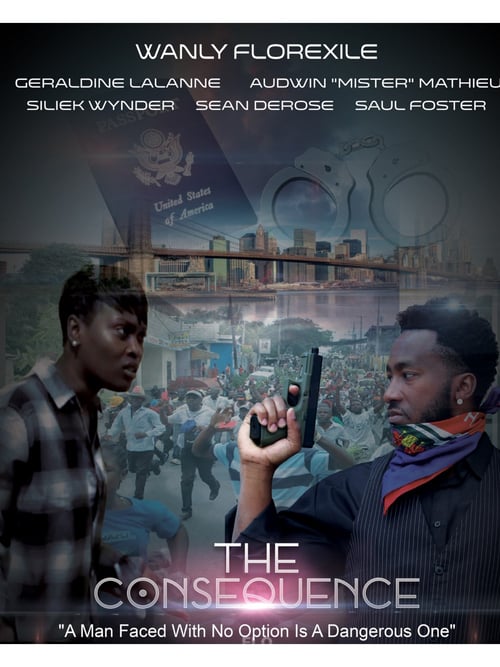 WANLY FLOREXILE
GERALDINE LALANNE AUDWIN "MISTER" MATHIEU
SILIEK WYNDER SEAN DEROSE SAUL FOSTER
PASSPORT
United States
of America
THE
CONSEQUENCE
"A Man Faced With No Option Is A Dangerous One"